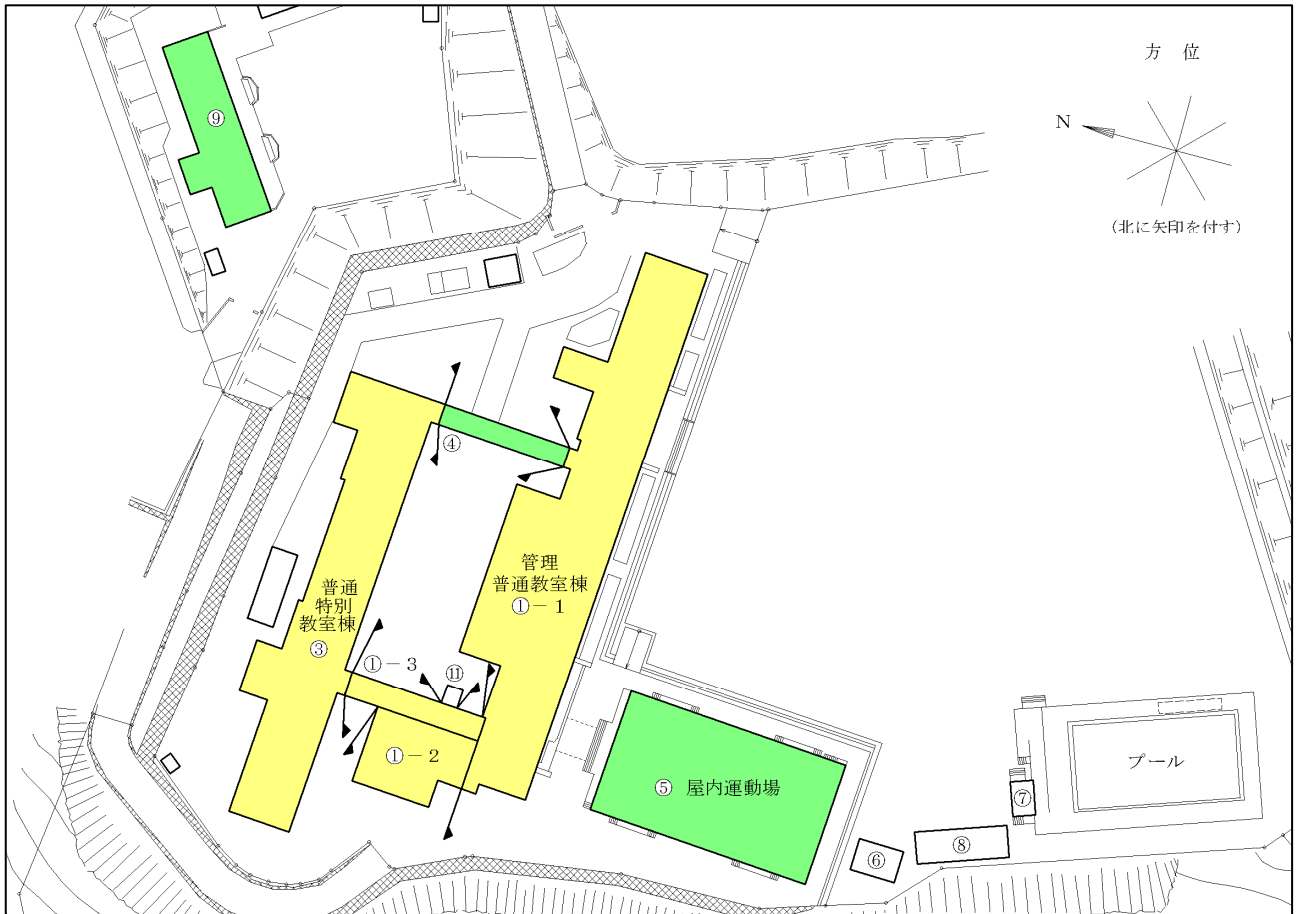 方 位
N
(北に矢印を付す)
⑨
④
管理
普通教室棟
①-1
普通
特別
教室棟
③
①-3
⑪
①-2
⑤ 屋内運動場
プール
⑦
⑧
⑥